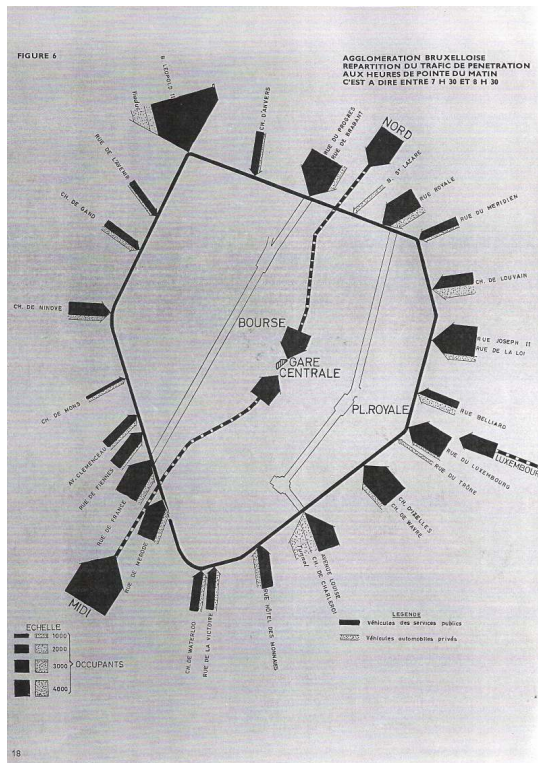 FIGURE 6
AGGLOMERATION BRUXELLOISE
REPARTITION DU TRAFIC DE PENETRATION
AUX HEURES DE POINTE DU MATIN
C'EST A DIRE ENTRE 7 H 30 ET 8 H 30
B. LEOPOLD II
Viaduc
CH. D'ANVERS
RUE DU PROGRES
RUE DE BRABANT
NORD
B. ST LAZARE
RUE ROYALE
RUE DU MERIDIEN
RUE DE L'AVENIR
CH. DE GAND
CH. DE LOUVAIN
CH. DE NINOVE
BOURSE
GARE
CENTRALE
RUE JOSEPH II
RUE DE LA LOI
PL. ROYALE
RUE BELLIARD
CH. DE MONS
AV. CLEMENCEAU
RUE DE FIENNES
RUE DE FRANCE
RUE DE MERODE
MIDI
RUE DU LUXEMBOURG
LUXEMBOURG
RUE DU TRÔNE
CH. D'IXELLES
CH. DE WAVRE
AVENUE LOUISE
CH. DE CHARLEROI
Tunnel
RUE HÔTEL DES MONNAIES
CH. DE WATERLOO
RUE DE LA VICTOIRE
LEGENDE
Véhicules des services publics
Véhicules automobiles privés
ECHELLE
1000
2000
3000
4000
OCCUPANTS
18